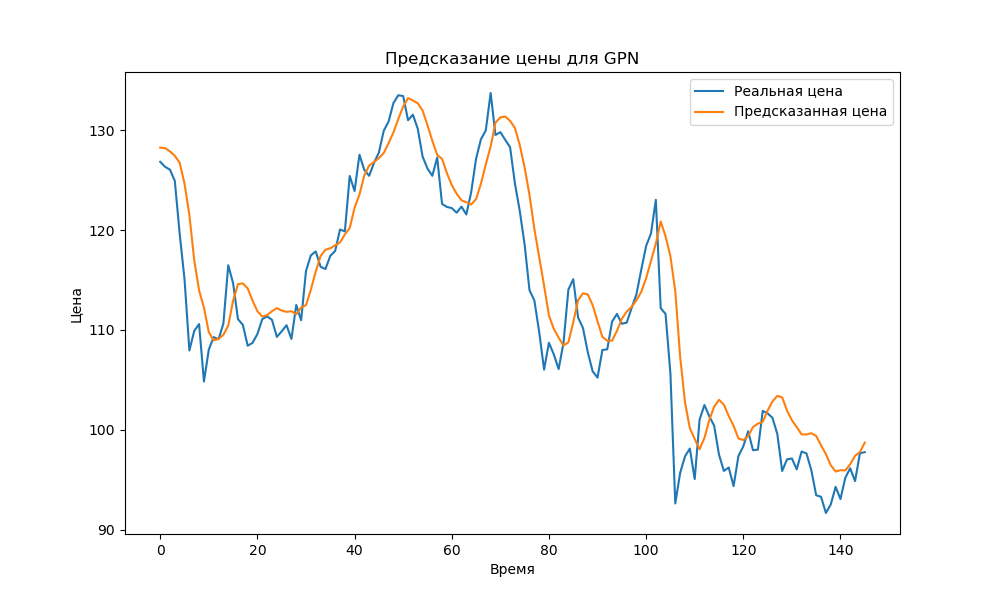 Предсказание цены для GPN
Реальная цена
Предсказанная цена
Цена
130
120
110
100
90
0 20 40 60 80 100 120 140
Время